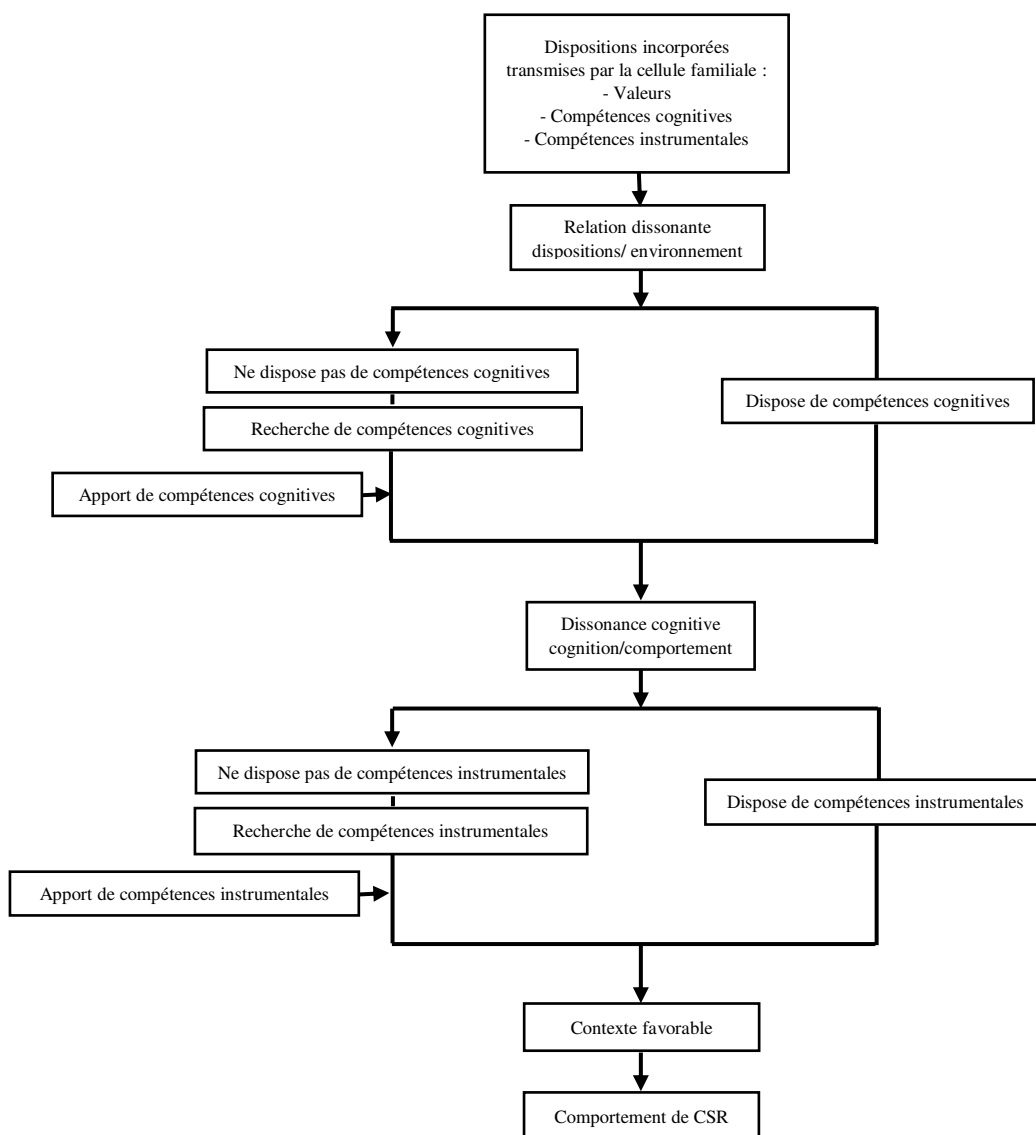 Dispositions incorporées
transmises par la cellule familiale :
- Valeurs
- Compétences cognitives
- Compétences instrumentales
Relation dissonante
dispositions/ environnement
Ne dispose pas de compétences cognitives
Dispose de compétences cognitives
Recherche de compétences cognitives
Apport de compétences cognitives
Dissonance cognitive
cognition/comportement
Ne dispose pas de compétences instrumentales
Dispose de compétences instrumentales
Recherche de compétences instrumentales
Apport de compétences instrumentales
Contexte favorable
Comportement de CSR